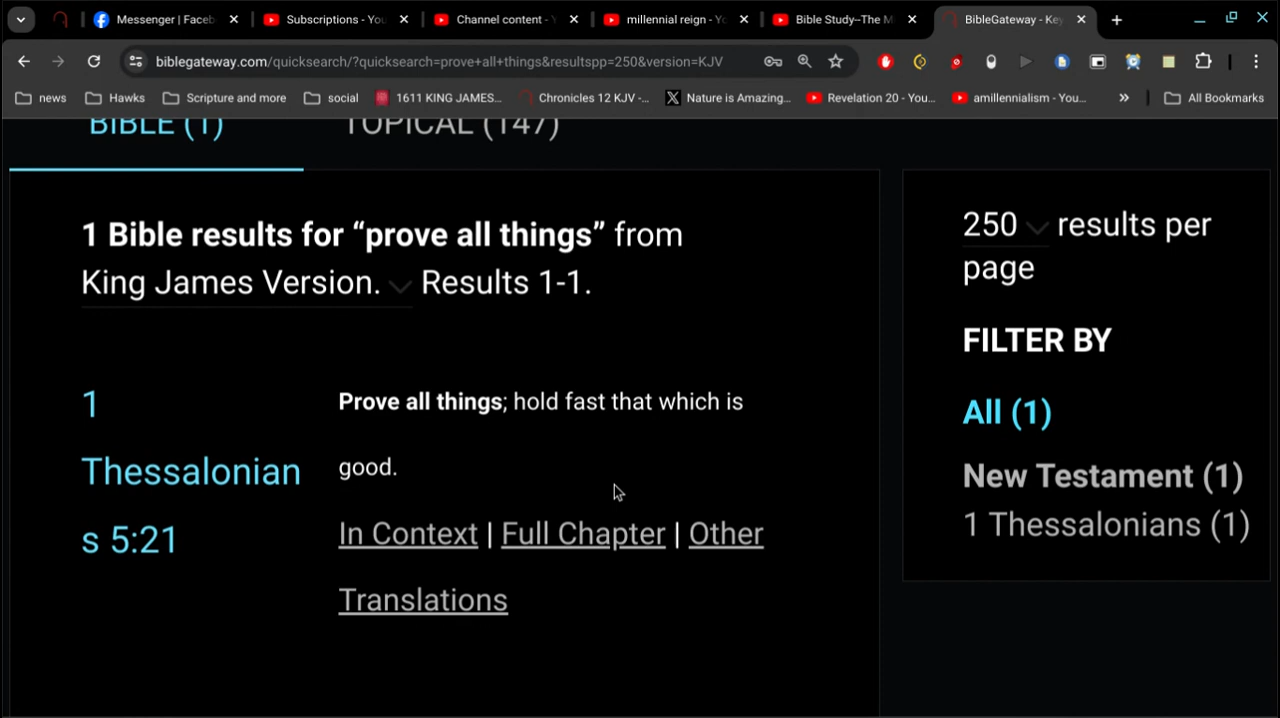 Messenger | Faceb
Subscriptions - You
Channel content - Y
millennial reign - Yo
Bible Study--The M
BibleGateway - Key
biblegateway.com/quicksearch/?quicksearch=prove+all+things&resultspp=250&version=KJV
news
Hawks
Scripture and more
social
1611 KING JAMES...
Chronicles 12 KJV -...
Nature is Amazing...
Revelation 20 - You...
amillennialism - You...
All Bookmarks
BIBLE (1)
TOPICAL (147)
1 Bible results for “prove all things” from
King James Version. Results 1-1.
1
Thessalonian
s 5:21
Prove all things; hold fast that which is
good.
In Context | Full Chapter | Other
Translations
250 results per
page
FILTER BY
All (1)
New Testament (1)
1 Thessalonians (1)